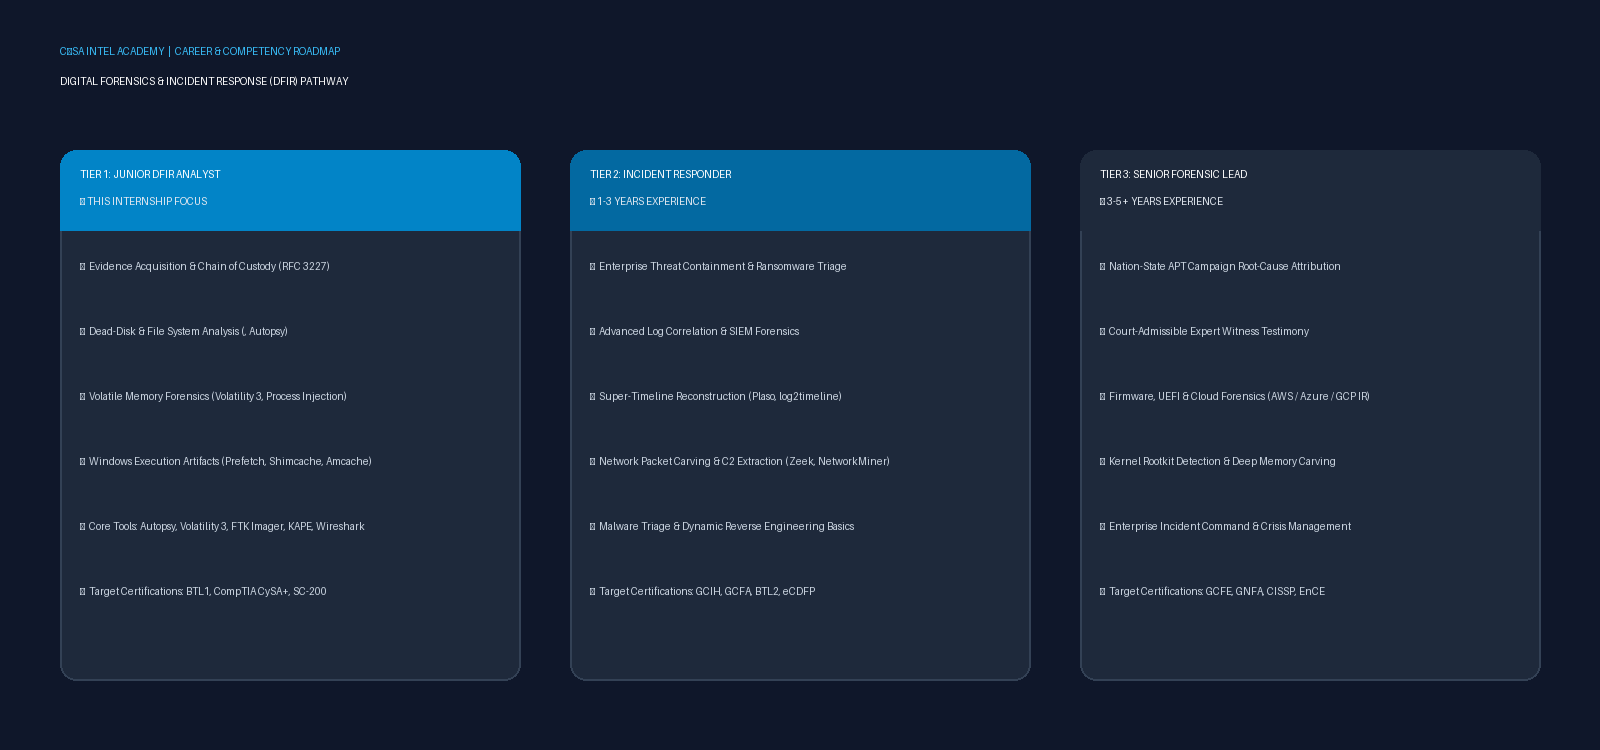 C▯SA INTEL ACADEMY | CAREER & COMPETENCY ROADMAP
DIGITAL FORENSICS & INCIDENT RESPONSE (DFIR) PATHWAY
TIER 1: JUNIOR DFIR ANALYST
▯ THIS INTERNSHIP FOCUS
▯ Evidence Acquisition & Chain of Custody (RFC 3227)
▯ Dead-Disk & File System Analysis (, Autopsy)
▯ Volatile Memory Forensics (Volatility 3, Process Injection)
▯ Windows Execution Artifacts (Prefetch, Shimcache, Amcache)
▯ Core Tools: Autopsy, Volatility 3, FTK Imager, KAPE, Wireshark
▯ Target Certifications: BTL1, CompTIA CySA+, SC-200
TIER 2: INCIDENT RESPONDER
▯ 1-3 YEARS EXPERIENCE
▯ Enterprise Threat Containment & Ransomware Triage
▯ Advanced Log Correlation & SIEM Forensics
▯ Super-Timeline Reconstruction (Plaso, log2timeline)
▯ Network Packet Carving & C2 Extraction (Zeek, NetworkMiner)
▯ Malware Triage & Dynamic Reverse Engineering Basics
▯ Target Certifications: GCIH, GCFA, BTL2, eCDFP
TIER 3: SENIOR FORENSIC LEAD
▯ 3-5+ YEARS EXPERIENCE
▯ Nation-State APT Campaign Root-Cause Attribution
▯ Court-Admissible Expert Witness Testimony
▯ Firmware, UEFI & Cloud Forensics (AWS / Azure / GCP IR)
▯ Kernel Rootkit Detection & Deep Memory Carving
▯ Enterprise Incident Command & Crisis Management
▯ Target Certifications: GCFE, GNFA, CISSP, EnCE